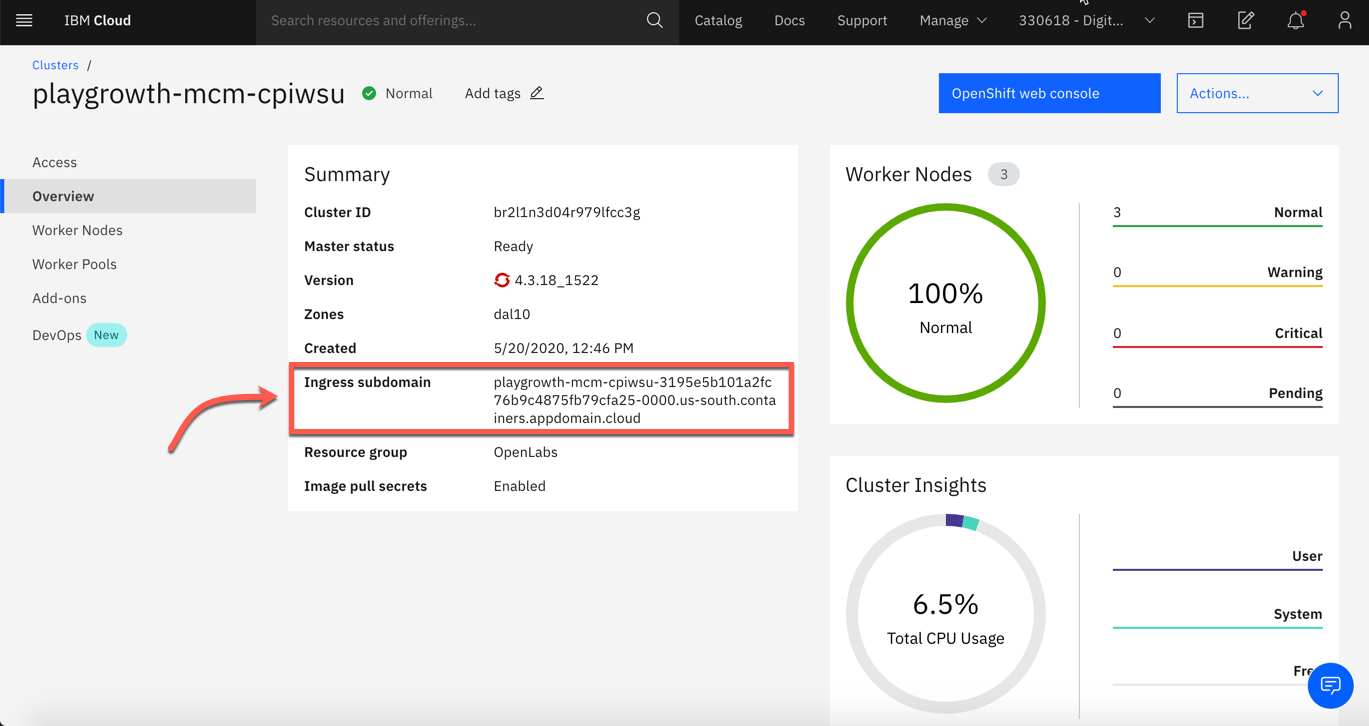 IBM Cloud
Search resources and offerings...
Catalog
Docs
Support
Manage
330618 - Digit...
Clusters /
playgrowth-mcm-cpiwsu
Normal
Add tags
OpenShift web console
Actions...
Access
Overview
Worker Nodes
Worker Pools
Add-ons
DevOps New
Summary
Cluster ID br2l1n3d04r979lfcc3g
Master status Ready
Version 4.3.18_1522
Zones dal10
Created 5/20/2020, 12:46 PM
Ingress subdomain playgrowth-mcm-cpiwsu-3195e5b101a2fc
76b9c4875fb79cfa25-0000.us-south.conta
iners.appdomain.cloud
Resource group OpenLabs
Image pull secrets Enabled
Worker Nodes 3
100%
Normal
3 Normal
0 Warning
0 Critical
0 Pending
Cluster Insights
6.5%
Total CPU Usage
User
System